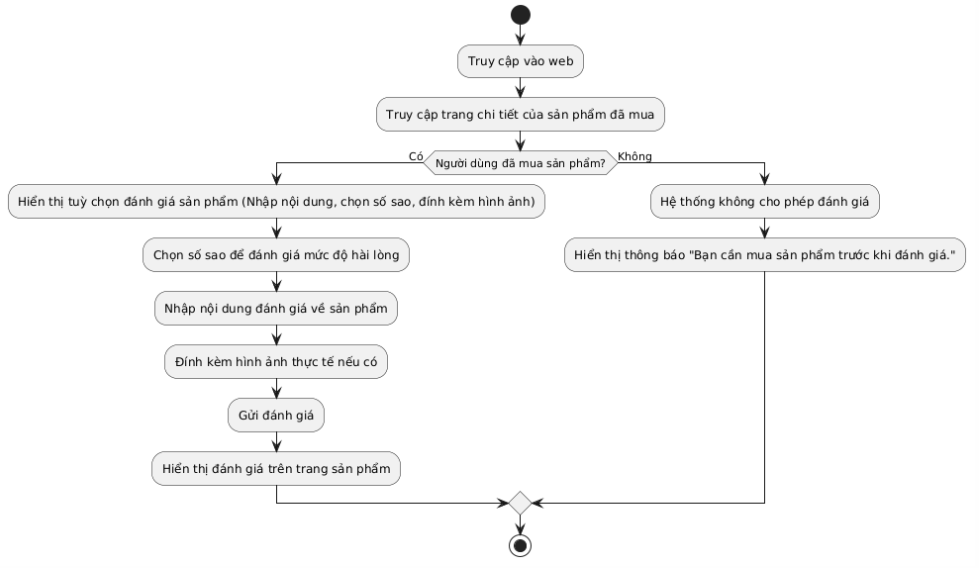 Truy cập vào web
Truy cập trang chi tiết của sản phẩm đã mua
Có
Người dùng đã mua sản phẩm?
Không
Hiển thị tuỳ chọn đánh giá sản phẩm (Nhập nội dung, chọn số sao, đính kèm hình ảnh)
Chọn số sao để đánh giá mức độ hài lòng
Nhập nội dung đánh giá về sản phẩm
Đính kèm hình ảnh thực tế nếu có
Gửi đánh giá
Hiển thị đánh giá trên trang sản phẩm
Hệ thống không cho phép đánh giá
Hiển thị thông báo "Bạn cần mua sản phẩm trước khi đánh giá."